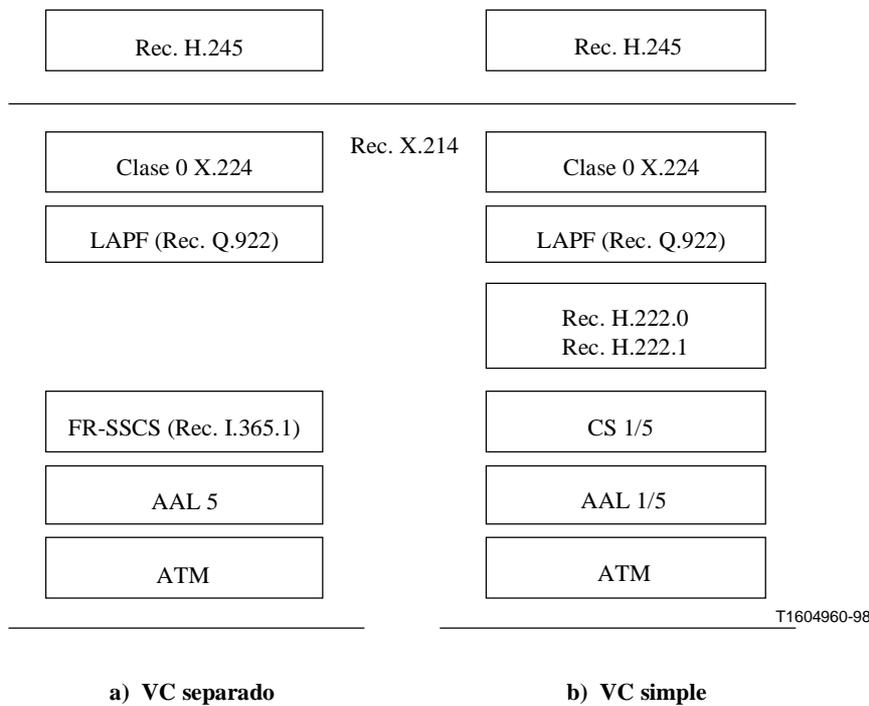 Rec. H.245
Rec. H.245
Rec. X.214
Clase 0 X.224
Clase 0 X.224
LAPF (Rec. Q.922)
LAPF (Rec. Q.922)
Rec. H.222.0
Rec. H.222.1
FR-SSCS (Rec. I.365.1)
CS 1/5
AAL 5
AAL 1/5
ATM
ATM
T1604960-98
a) VC separado
b) VC simple